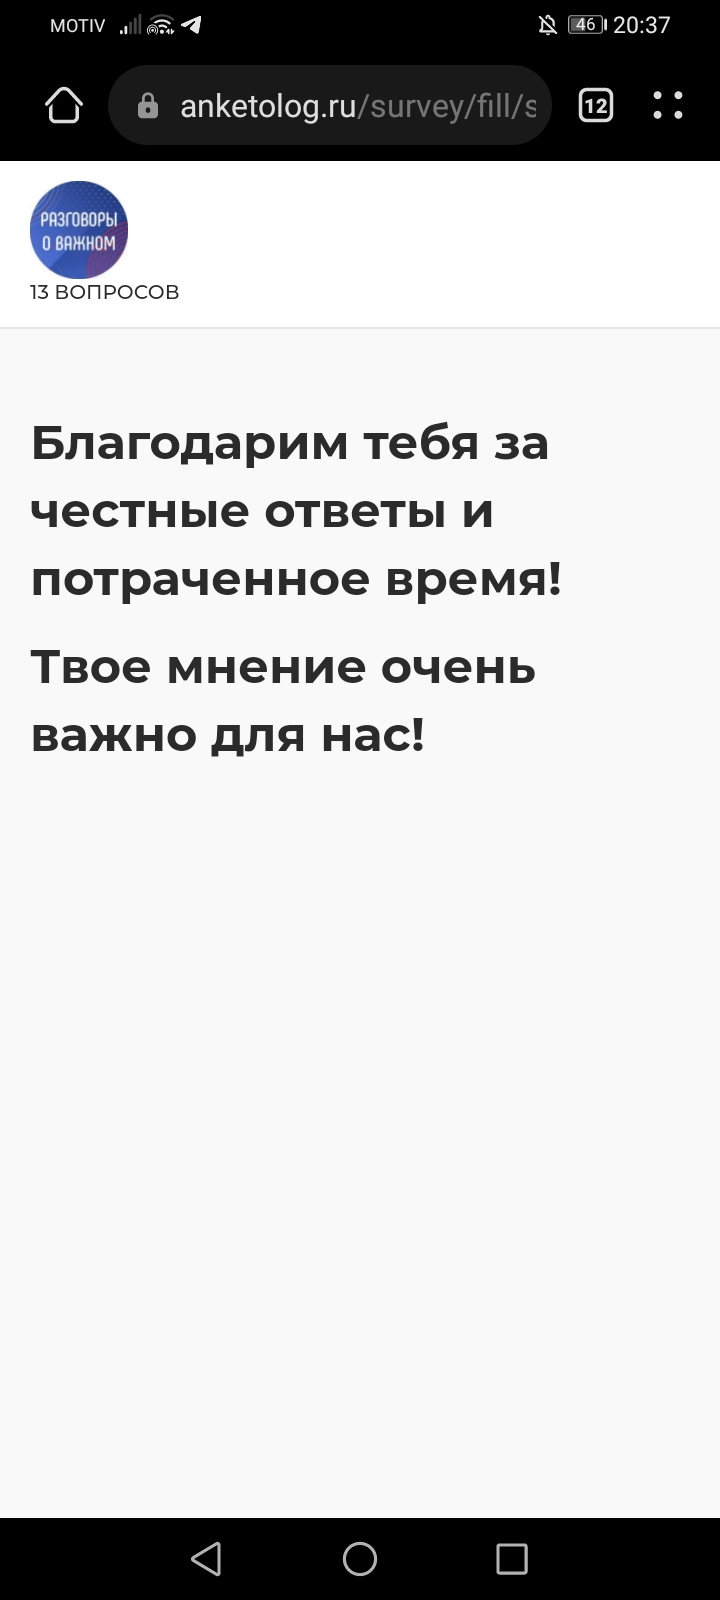 MOTIV 46 20:37
anketolog.ru/survey/fill/s
12
РАЗГОВОРЫ
О ВАЖНОМ
13 ВОПРОСОВ
Благодарим тебя за
честные ответы и
потраченное время!
Твое мнение очень
важно для нас!